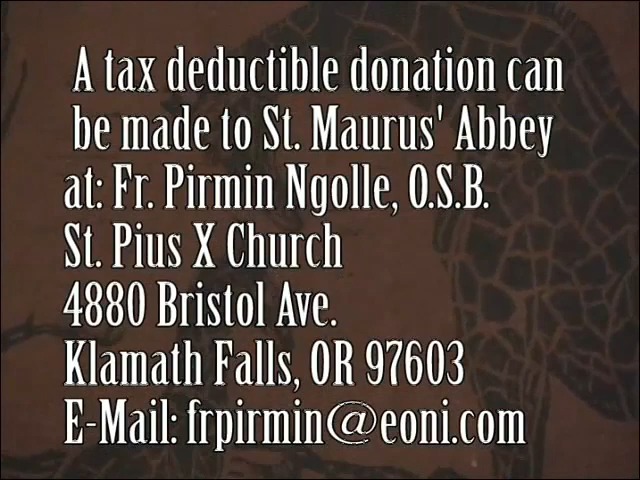 A tax deductible donation can
be made to St. Maurus' Abbey
at: Fr. Pirmin Ngolle, O.S.B.
St. Pius X Church
4880 Bristol Ave.
Klamath Falls, OR 97603
E-Mail: frpirmin@eoni.com